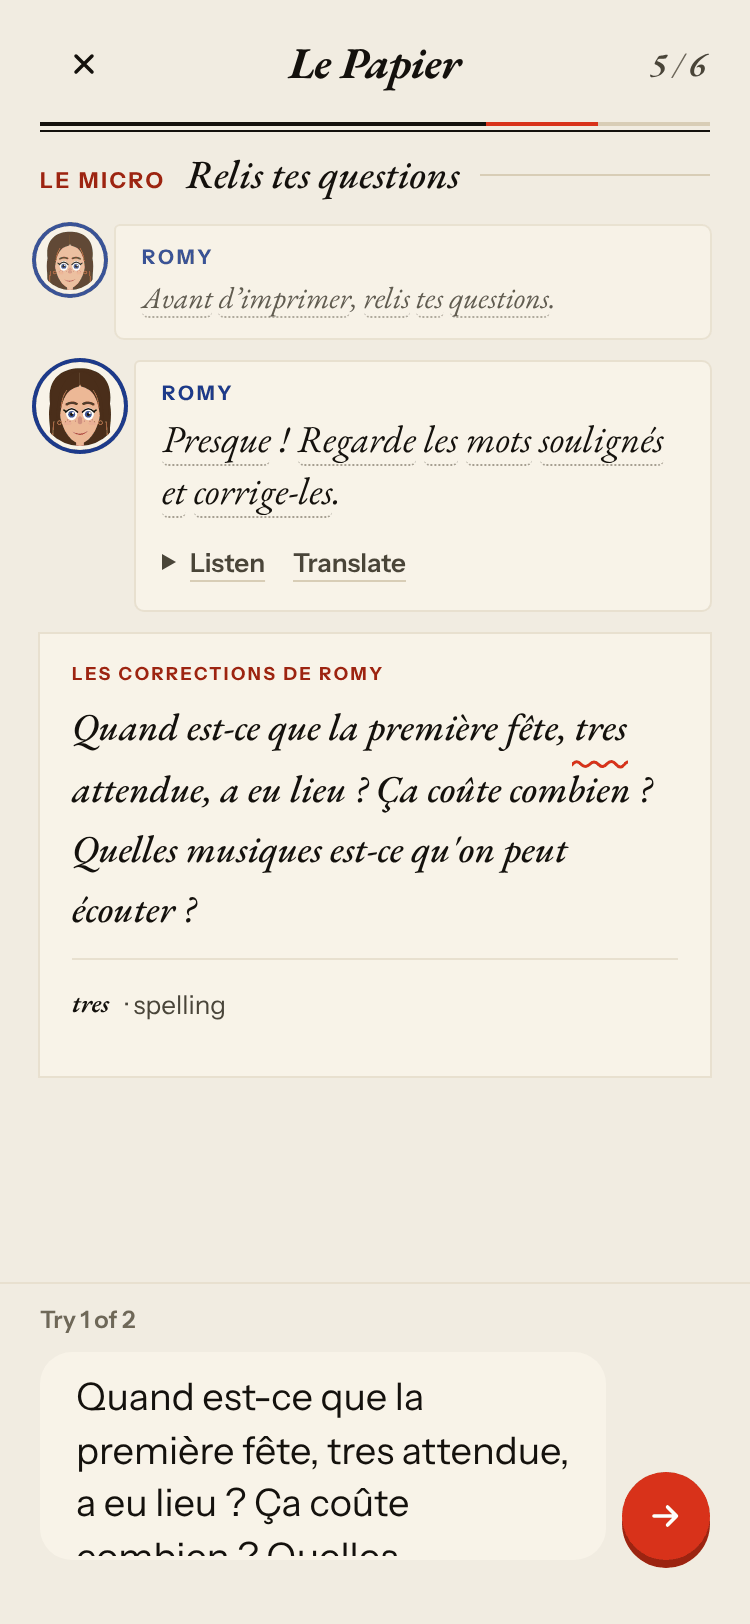 Le Papier
5 / 6
LE MICRO Relis tes questions
ROMY
Avant d’imprimer, relis tes questions.
ROMY
Presque ! Regarde les mots soulignés
et corrige-les.
Listen Translate
LES CORRECTIONS DE ROMY
Quand est-ce que la première fête, tres
attendue, a eu lieu ? Ça coûte combien ?
Quelles musiques est-ce qu'on peut
écouter ?
tres · spelling
Try 1 of 2
Quand est-ce que la
première fête, tres attendue,
a eu lieu ? Ça coûte
combien ? Quelles